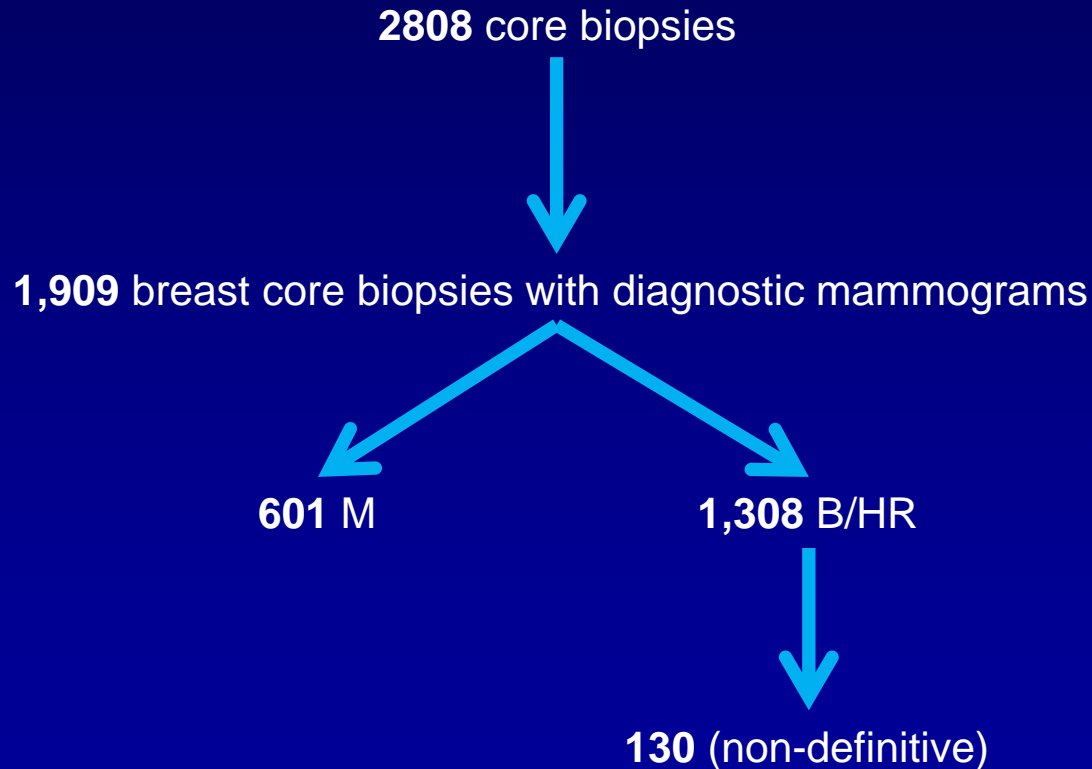 2808 core biopsies
1,909 breast core biopsies with diagnostic mammograms
601 M
1,308 B/HR
130 (non-definitive)